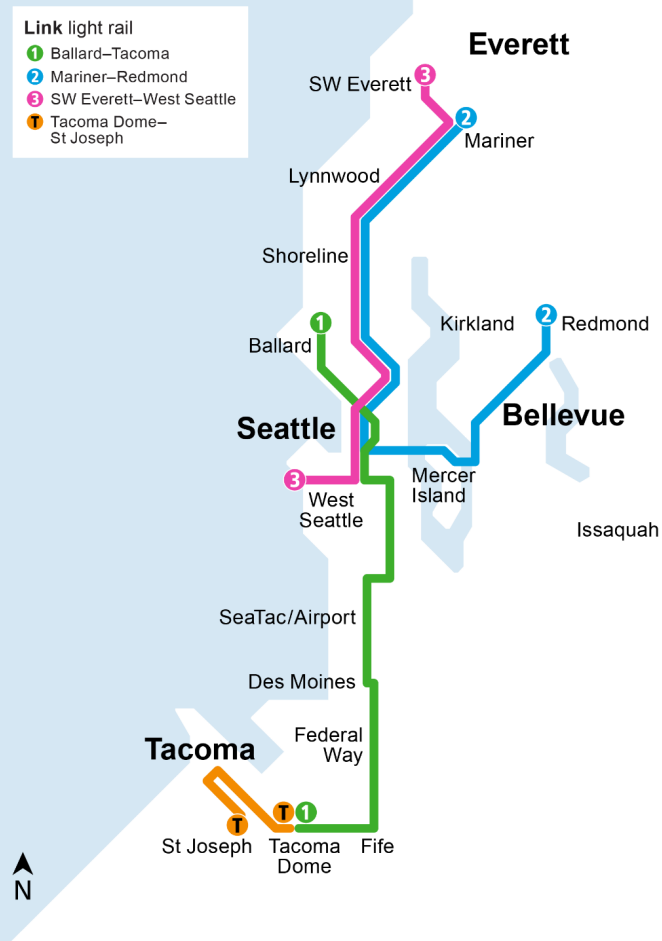 Link light rail
1 Ballard–Tacoma
2 Mariner–Redmond
3 SW Everett–West Seattle
T Tacoma Dome–
St Joseph
Everett
SW Everett 3
2
Mariner
Lynnwood
Shoreline
1
Ballard
Kirkland
2 Redmond
Seattle
Bellevue
3
West
Seattle
Mercer
Island
Issaquah
SeaTac/Airport
Des Moines
Federal
Way
Tacoma
T
T 1
St Joseph
Tacoma
Dome
Fife
N